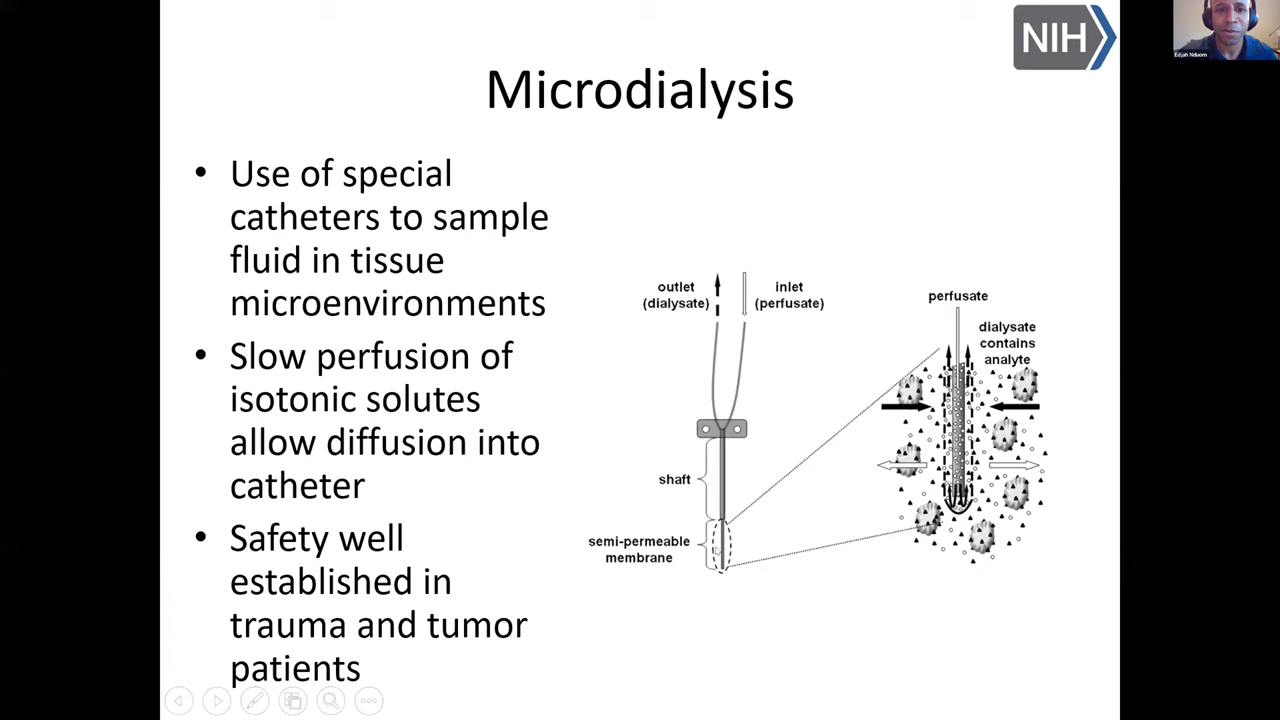 NIH
Edjah Nduom
Microdialysis
• Use of special
catheters to sample
fluid in tissue
microenvironments
• Slow perfusion of
isotonic solutes
allow diffusion into
catheter
• Safety well
established in
trauma and tumor
patients
outlet
(dialysate)
inlet
(perfusate)
shaft
semi-permeable
membrane
perfusate
dialysate
contains
analyte